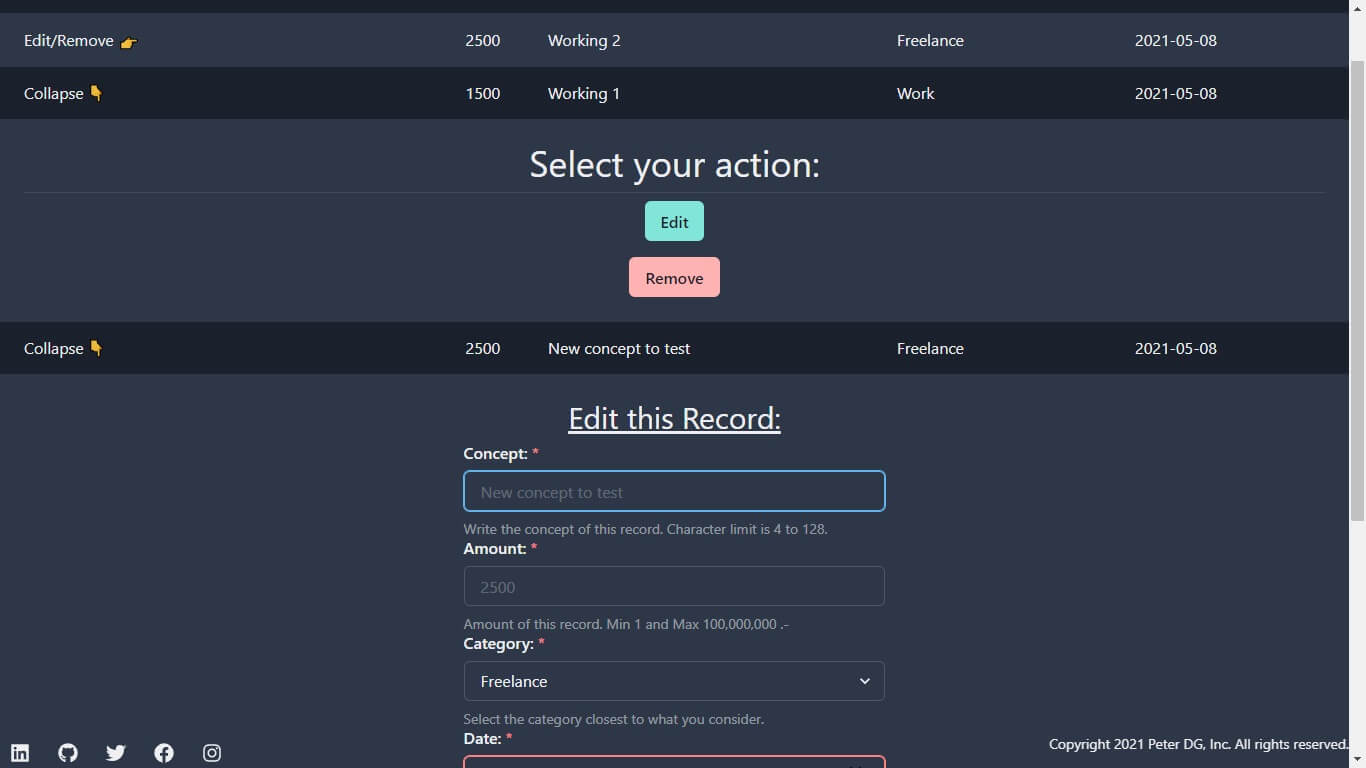 Edit/Remove 👉 2500 Working 2 Freelance 2021-05-08
Collapse 👇 1500 Working 1 Work 2021-05-08
Select your action:
Edit
Remove
Collapse 👇 2500 New concept to test Freelance 2021-05-08
Edit this Record:
Concept: *
New concept to test
Write the concept of this record. Character limit is 4 to 128.
Amount: *
2500
Amount of this record. Min 1 and Max 100,000,000 .-
Category: *
Freelance
Select the category closest to what you consider.
Date: *
Copyright 2021 Peter DG, Inc. All rights reserved.